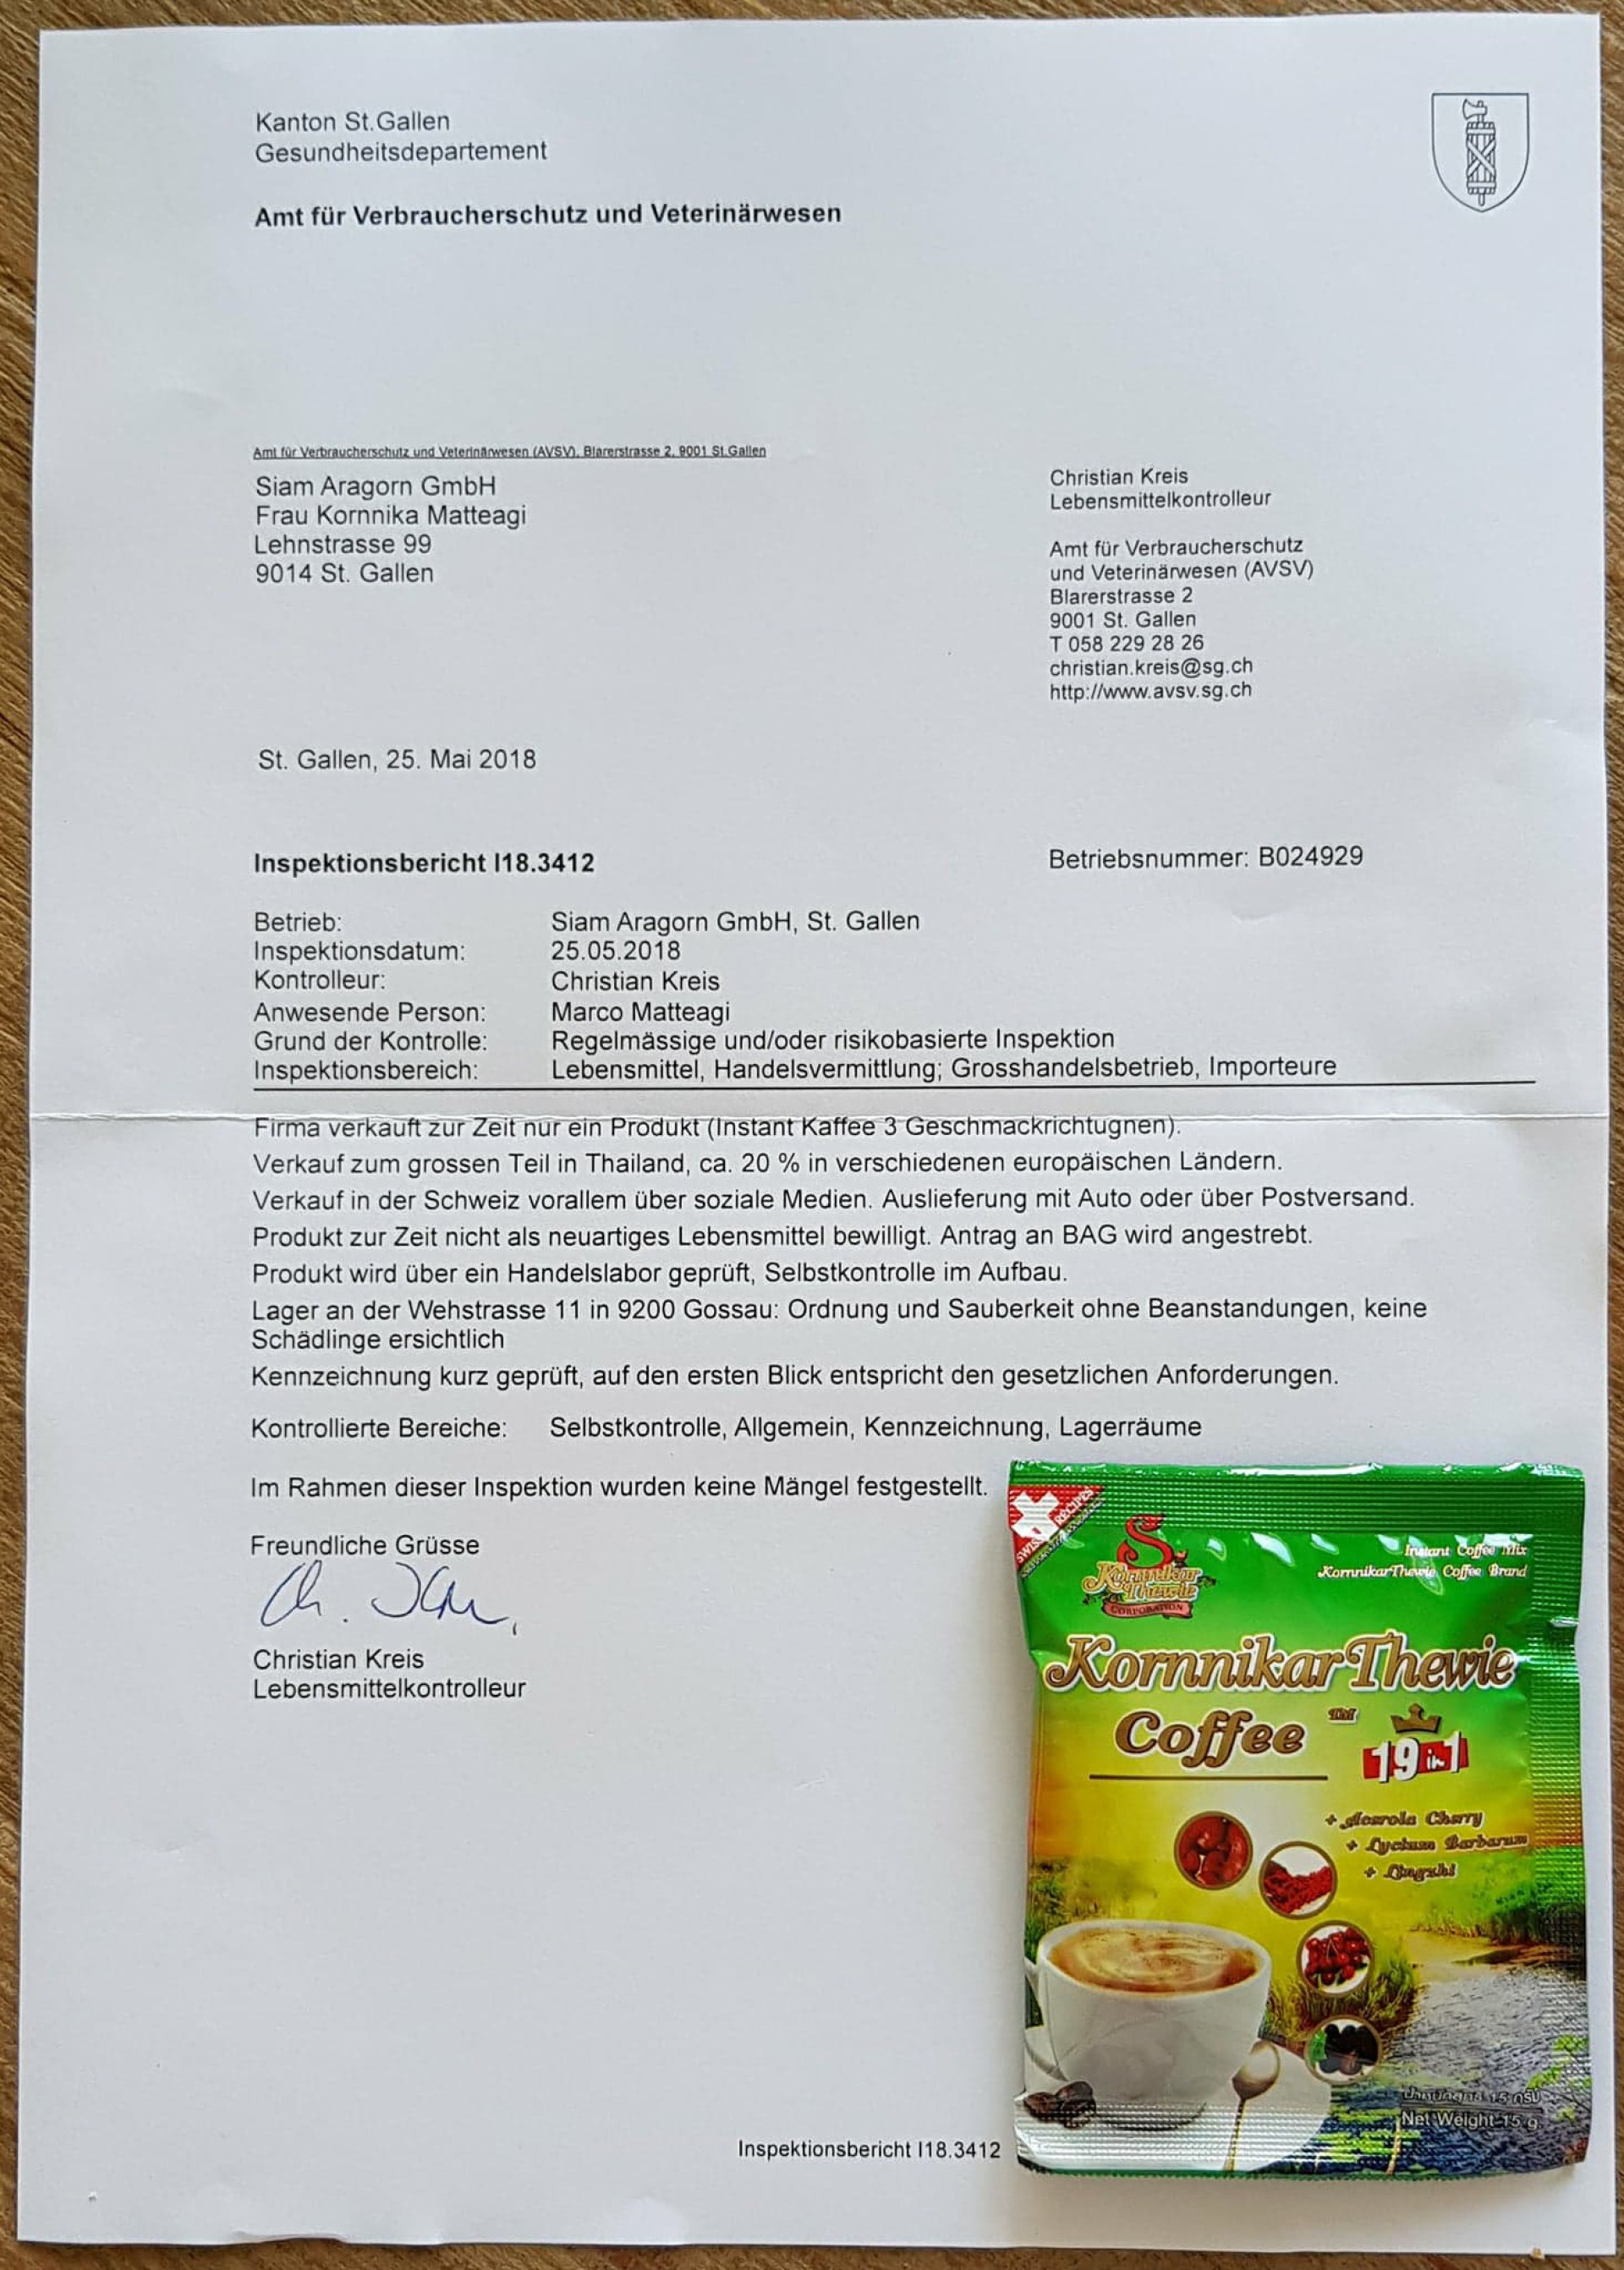 Kanton St.Gallen
Gesundheitsdepartement
Amt für Verbraucherschutz und Veterinärwesen
Amt für Verbraucherschutz und Veterinärwesen (AVSV), Blarerstrasse 2, 9001 St.Gallen
Siam Aragorn GmbH
Frau Kornnika Matteagi
Lehnstrasse 99
9014 St. Gallen
Christian Kreis
Lebensmittelkontrolleur
Amt für Verbraucherschutz
und Veterinärwesen (AVSV)
Blarerstrasse 2
9001 St. Gallen
T 058 229 28 26
christian.kreis@sg.ch
http://www.avsv.sg.ch
St. Gallen, 25. Mai 2018
Inspektionsbericht I18.3412
Betriebsnummer: B024929
Betrieb: Siam Aragorn GmbH, St. Gallen
Inspektionsdatum: 25.05.2018
Kontrolleur: Christian Kreis
Anwesende Person: Marco Matteagi
Grund der Kontrolle: Regelmässige und/oder risikobasierte Inspektion
Inspektionsbereich: Lebensmittel, Handelsvermittlung; Grosshandelsbetrieb, Importeure
Firma verkauft zur Zeit nur ein Produkt (Instant Kaffee 3 Geschmackrichtugnen).
Verkauf zum grossen Teil in Thailand, ca. 20 % in verschiedenen europäischen Ländern.
Verkauf in der Schweiz vorallem über soziale Medien. Auslieferung mit Auto oder über Postversand.
Produkt zur Zeit nicht als neuartiges Lebensmittel bewilligt. Antrag an BAG wird angestrebt.
Produkt wird über ein Handelslabor geprüft, Selbstkontrolle im Aufbau.
Lager an der Wehstrasse 11 in 9200 Gossau: Ordnung und Sauberkeit ohne Beanstandungen, keine
Schädlinge ersichtlich
Kennzeichnung kurz geprüft, auf den ersten Blick entspricht den gesetzlichen Anforderungen.
Kontrollierte Bereiche: Selbstkontrolle, Allgemein, Kennzeichnung, Lagerräume
Im Rahmen dieser Inspektion wurden keine Mängel festgestellt.
Freundliche Grüsse
Christian Kreis
Lebensmittelkontrolleur
SWISS RECIPES
Kornnikar
Thewie
CORPORATION
Instant Coffee Mix
KornnikarThewie Coffee Brand
KornnikarThewie
Coffee TM
19 in 1
+ Acerola Cherry
+ Lycium Barbarum
+ Lingzhi
15 กรัม
Net Weight 15 g.
Inspektionsbericht I18.3412